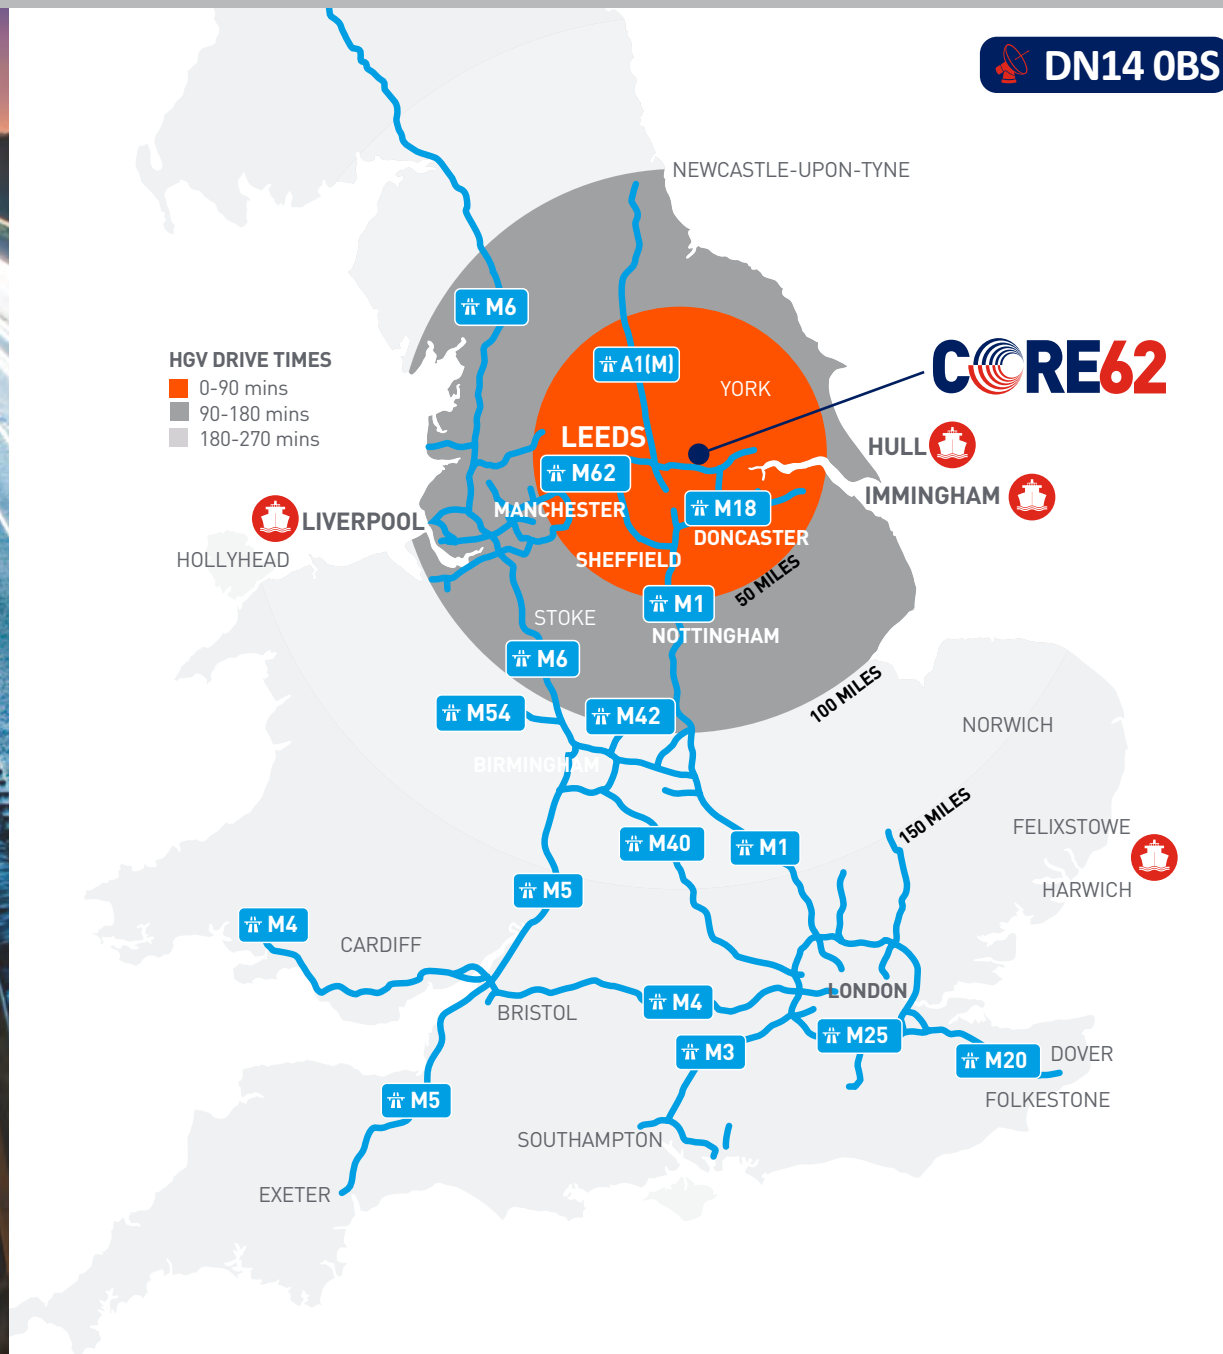 DN14 0BS
NEWCASTLE-UPON-TYNE
M6
HGV DRIVE TIMES
0-90 mins
90-180 mins
180-270 mins
A1(M)
YORK
CORE62
LEEDS
HULL
M62
IMMINGHAM
MANCHESTER
M18
LIVERPOOL
DONCASTER
HOLLYHEAD
SHEFFIELD
50 MILES
M1
STOKE
NOTTINGHAM
M6
100 MILES
M54
M42
NORWICH
BIRMINGHAM
150 MILES
FELIXSTOWE
M40
M1
HARWICH
M5
M4
CARDIFF
LONDON
M4
BRISTOL
M25
M3
M20
DOVER
M5
FOLKESTONE
SOUTHAMPTON
EXETER